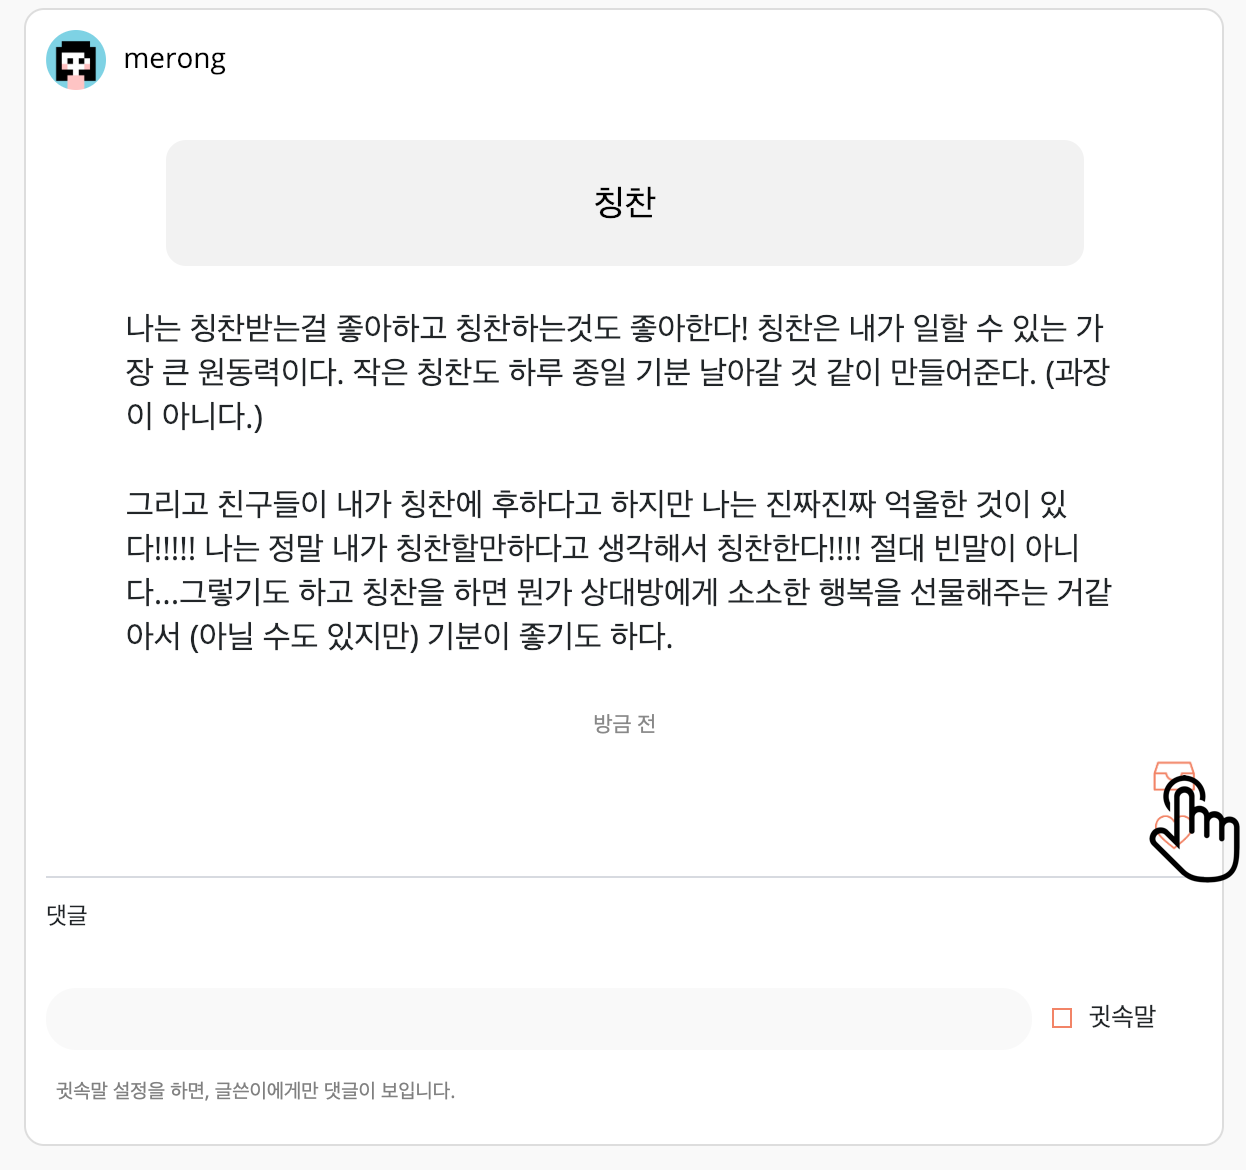 merong
칭찬
나는 칭찬받는걸 좋아하고 칭찬하는것도 좋아한다! 칭찬은 내가 일할 수 있는 가
장 큰 원동력이다. 작은 칭찬도 하루 종일 기분 날아갈 것 같이 만들어준다. (과장
이 아니다.)
그리고 친구들이 내가 칭찬에 후하다고 하지만 나는 진짜진짜 억울한 것이 있
다!!!!! 나는 정말 내가 칭찬할만하다고 생각해서 칭찬한다!!!! 절대 빈말이 아니
다...그렇기도 하고 칭찬을 하면 뭔가 상대방에게 소소한 행복을 선물해주는 거같
아서 (아닐 수도 있지만) 기분이 좋기도 하다.
방금 전
댓글
귓속말
귓속말 설정을 하면, 글쓴이에게만 댓글이 보입니다.